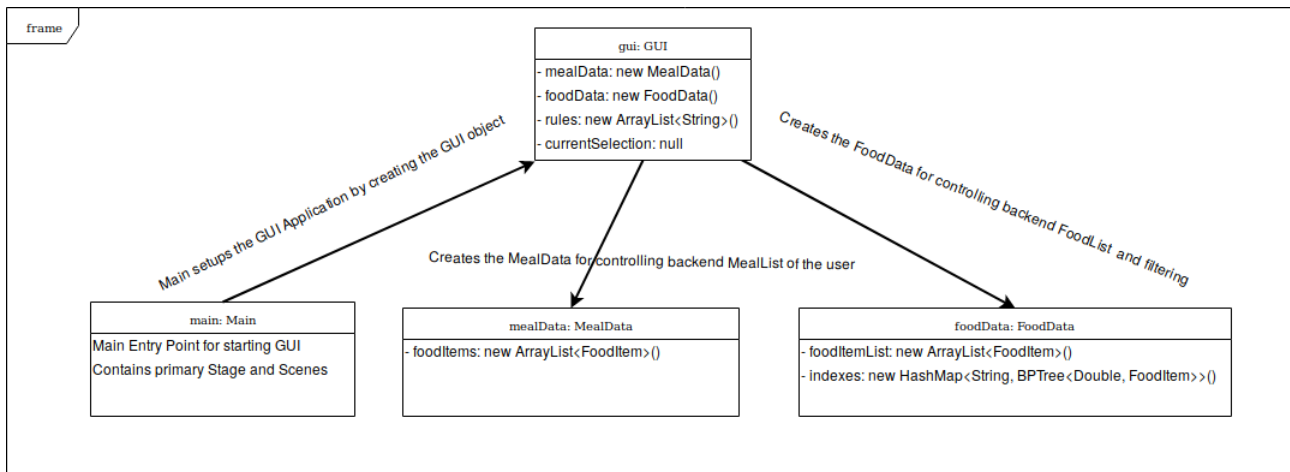 frame
gui: GUI
- mealData: new MealData()
- foodData: new FoodData()
- rules: new ArrayList<String>()
- currentSelection: null
Main setups the GUI Application by creating the GUI object
Creates the FoodData for controlling backend FoodList and filtering
Creates the MealData for controlling backend MealList of the user
main: Main
Main Entry Point for starting GUI
Contains primary Stage and Scenes
mealData: MealData
- foodItems: new ArrayList<FoodItem>()
foodData: FoodData
- foodItemList: new ArrayList<FoodItem>()
- indexes: new HashMap<String, BPTree<Double, FoodItem>>()